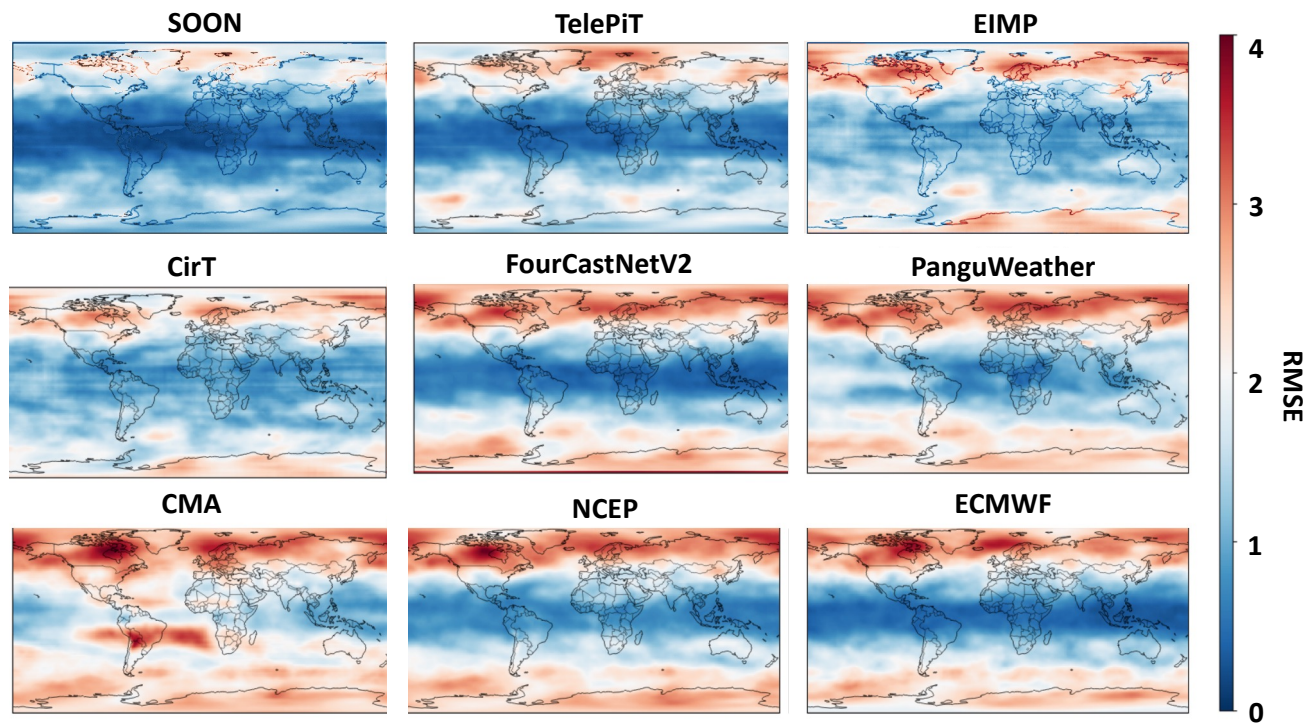 SOON
TelePiT
EIMP
CirT
FourCastNetV2
PanguWeather
CMA
NCEP
ECMWF
4
3
2
1
0
RMSE